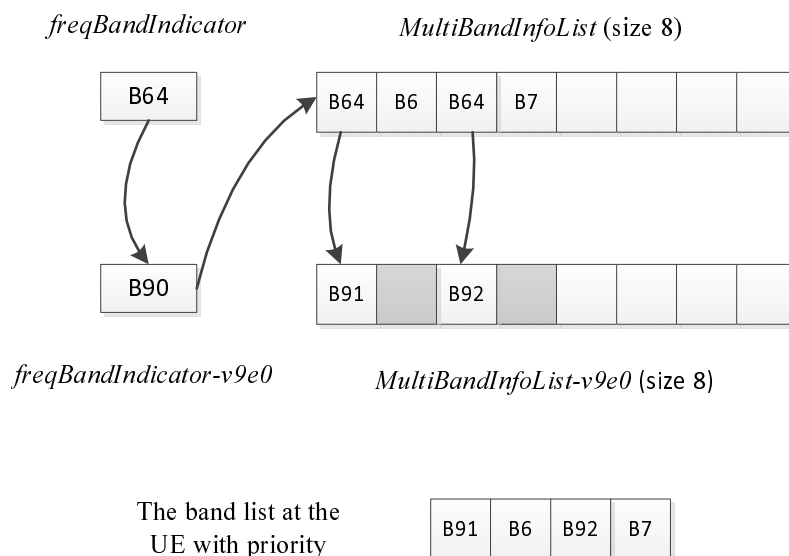 freqBandIndicator
MultiBandInfoList (size 8)
B64
B64 B6 B64 B7
B90
B91 B92
freqBandIndicator-v9e0
MultiBandInfoList-v9e0 (size 8)
The band list at the
UE with priority
B91 B6 B92 B7